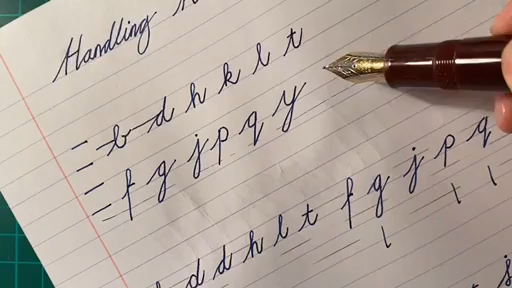 Handling
= b d h k l t
= f g j p q y
b d d h l t f g j p q